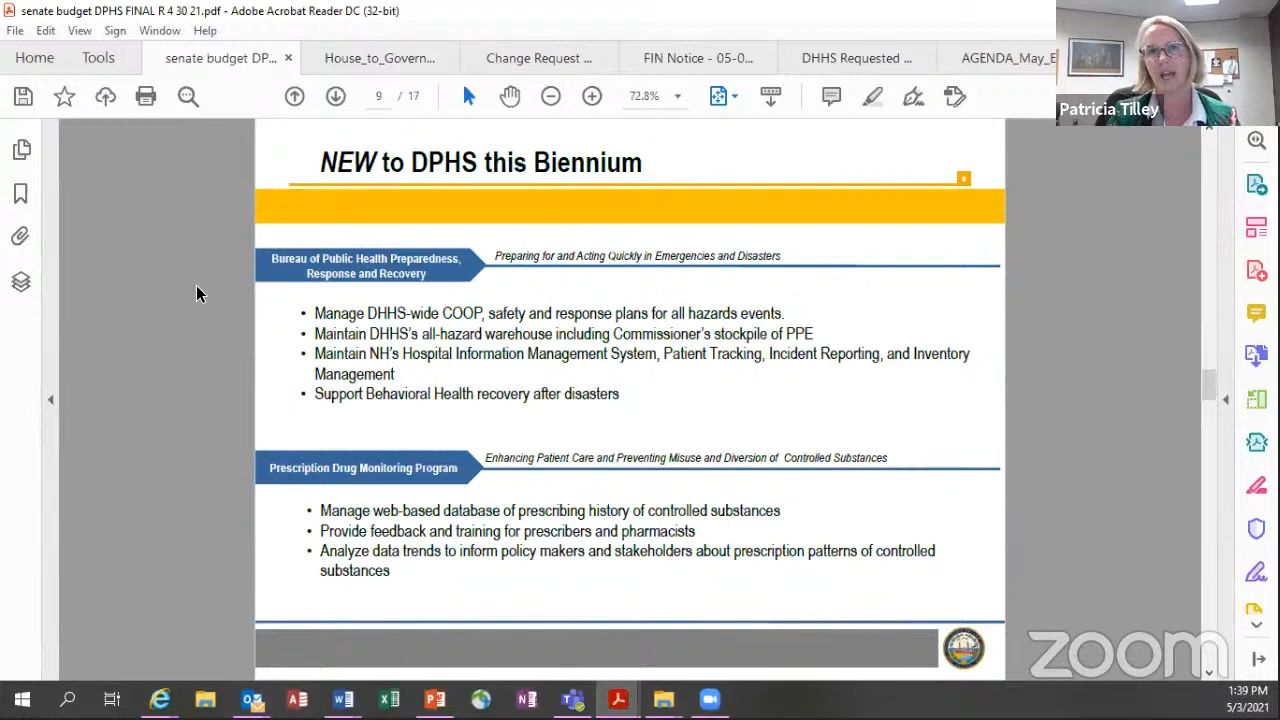 senate budget DPHS FINAL R 4 30 21.pdf - Adobe Acrobat Reader DC (32-bit)
File Edit View Sign Window Help
Home Tools senate budget DP... × House_to_Govern... Change Request ... FIN Notice - 05-0... DHHS Requested ... AGENDA_May_E
9 / 17 72.8%
Patricia Tilley
NEW to DPHS this Biennium
Bureau of Public Health Preparedness,
Response and Recovery
Preparing for and Acting Quickly in Emergencies and Disasters
• Manage DHHS-wide COOP, safety and response plans for all hazards events.
• Maintain DHHS's all-hazard warehouse including Commissioner's stockpile of PPE
• Maintain NH's Hospital Information Management System, Patient Tracking, Incident Reporting, and Inventory
Management
• Support Behavioral Health recovery after disasters
Prescription Drug Monitoring Program
Enhancing Patient Care and Preventing Misuse and Diversion of Controlled Substances
• Manage web-based database of prescribing history of controlled substances
• Provide feedback and training for prescribers and pharmacists
• Analyze data trends to inform policy makers and stakeholders about prescription patterns of controlled
substances
zoom
1:39 PM
5/3/2021